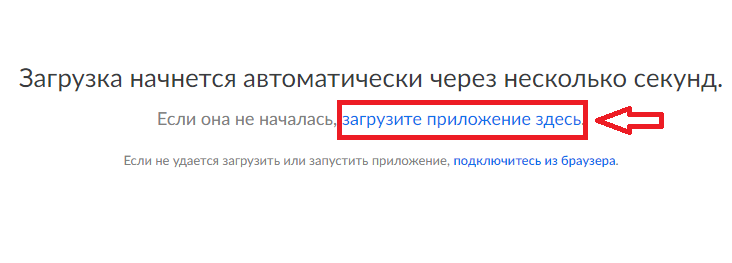 Загрузка начнется автоматически через несколько секунд.
Если она не началась, загрузите приложение здесь.
Если не удается загрузить или запустить приложение, подключитесь из браузера.